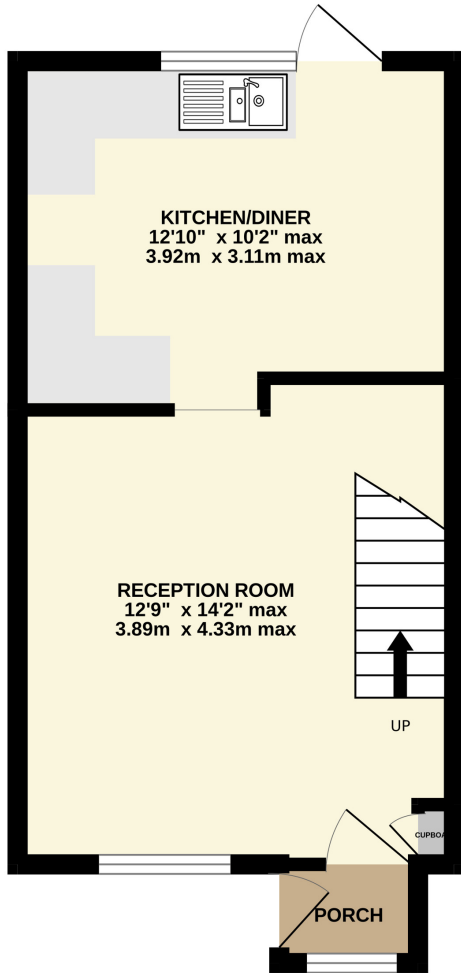 KITCHEN/DINER
12'10" x 10'2" max
3.92m x 3.11m max
RECEPTION ROOM
12'9" x 14'2" max
3.89m x 4.33m max
UP
CUPBOA
PORCH